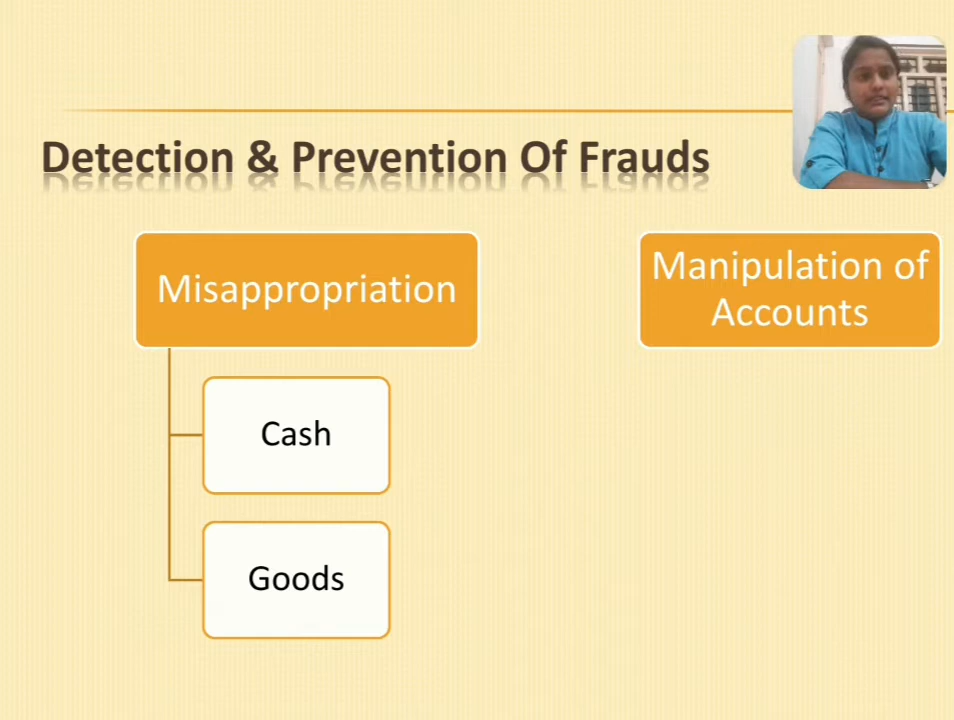 Detection & Prevention Of Frauds
Misappropriation
Cash
Goods
Manipulation of
Accounts